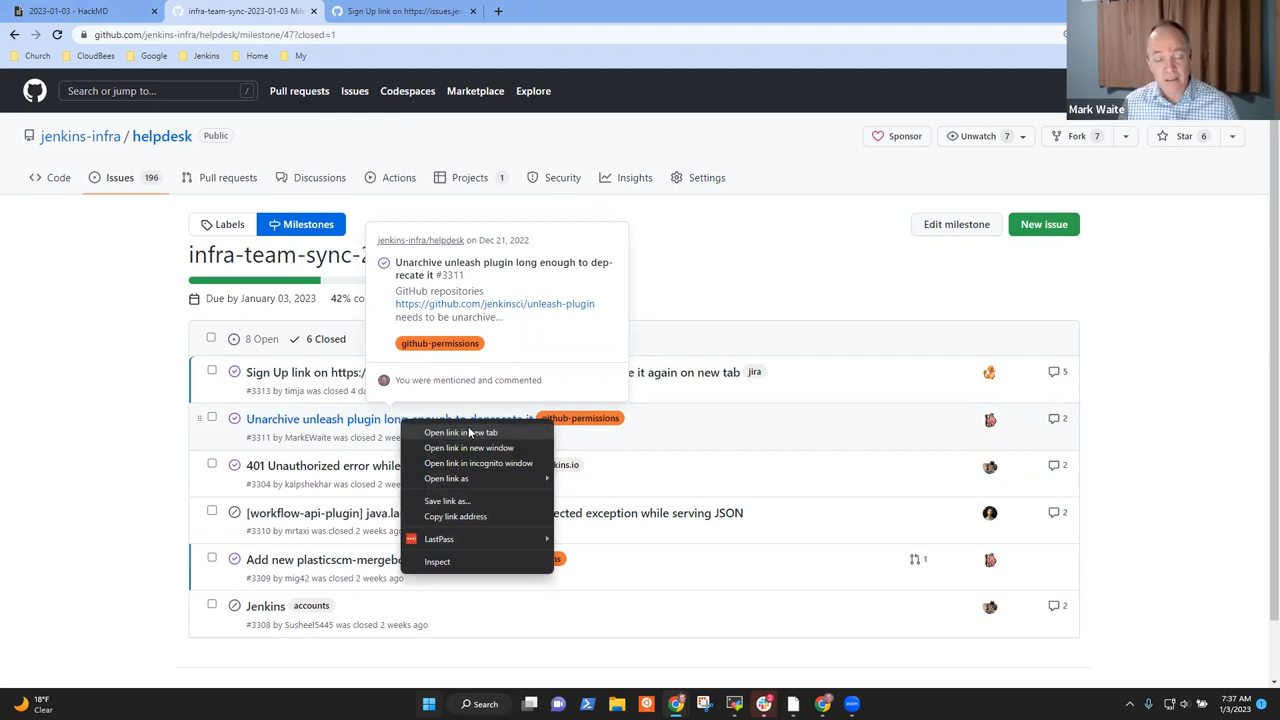 2023-01-03 - HackMD
infra-team-sync-2023-01-03 Mile
Sign Up link on https://issues.jen
github.com/jenkins-infra/helpdesk/milestone/47?closed=1
Church
CloudBees
Google
Jenkins
Home
My
Search or jump to...
/
Pull requests
Issues
Codespaces
Marketplace
Explore
Mark Waite
jenkins-infra / helpdesk
Public
Sponsor
Unwatch 7
Fork 7
Star 6
Code
Issues 196
Pull requests
Discussions
Actions
Projects 1
Security
Insights
Settings
Labels
Milestones
Edit milestone
New issue
jenkins-infra/helpdesk on Dec 21, 2022
infra-team-sync-2
Unarchive unleash plugin long enough to dep-
recate it #3311
GitHub repositories
Due by January 03, 2023 42% co
https://github.com/jenkinsci/unleash-plugin
needs to be unarchive...
8 Open
6 Closed
github-permissions
Sign Up link on https:/
e it again on new tab
jira
5
You were mentioned and commented
#3313 by timja was closed 4 da
Unarchive unleash plugin long enough to deprecate it
github-permissions
2
#3311 by MarkEWaite was closed 2 wee
Open link in new tab
Open link in new window
Open link in incognito window
Open link as
Save link as...
Copy link address
LastPass
Inspect
401 Unauthorized error while
kins.io
2
#3304 by kalpshekhar was closed 2 wee
[workflow-api-plugin] java.la
ected exception while serving JSON
2
#3310 by mrtaxi was closed 2 weeks ago
Add new plasticscm-mergebo
ns
1
#3309 by mig42 was closed 2 weeks ago
Jenkins
accounts
2
#3308 by Susheel5445 was closed 2 weeks ago
18°F
Clear
Search
7:37 AM
1/3/2023